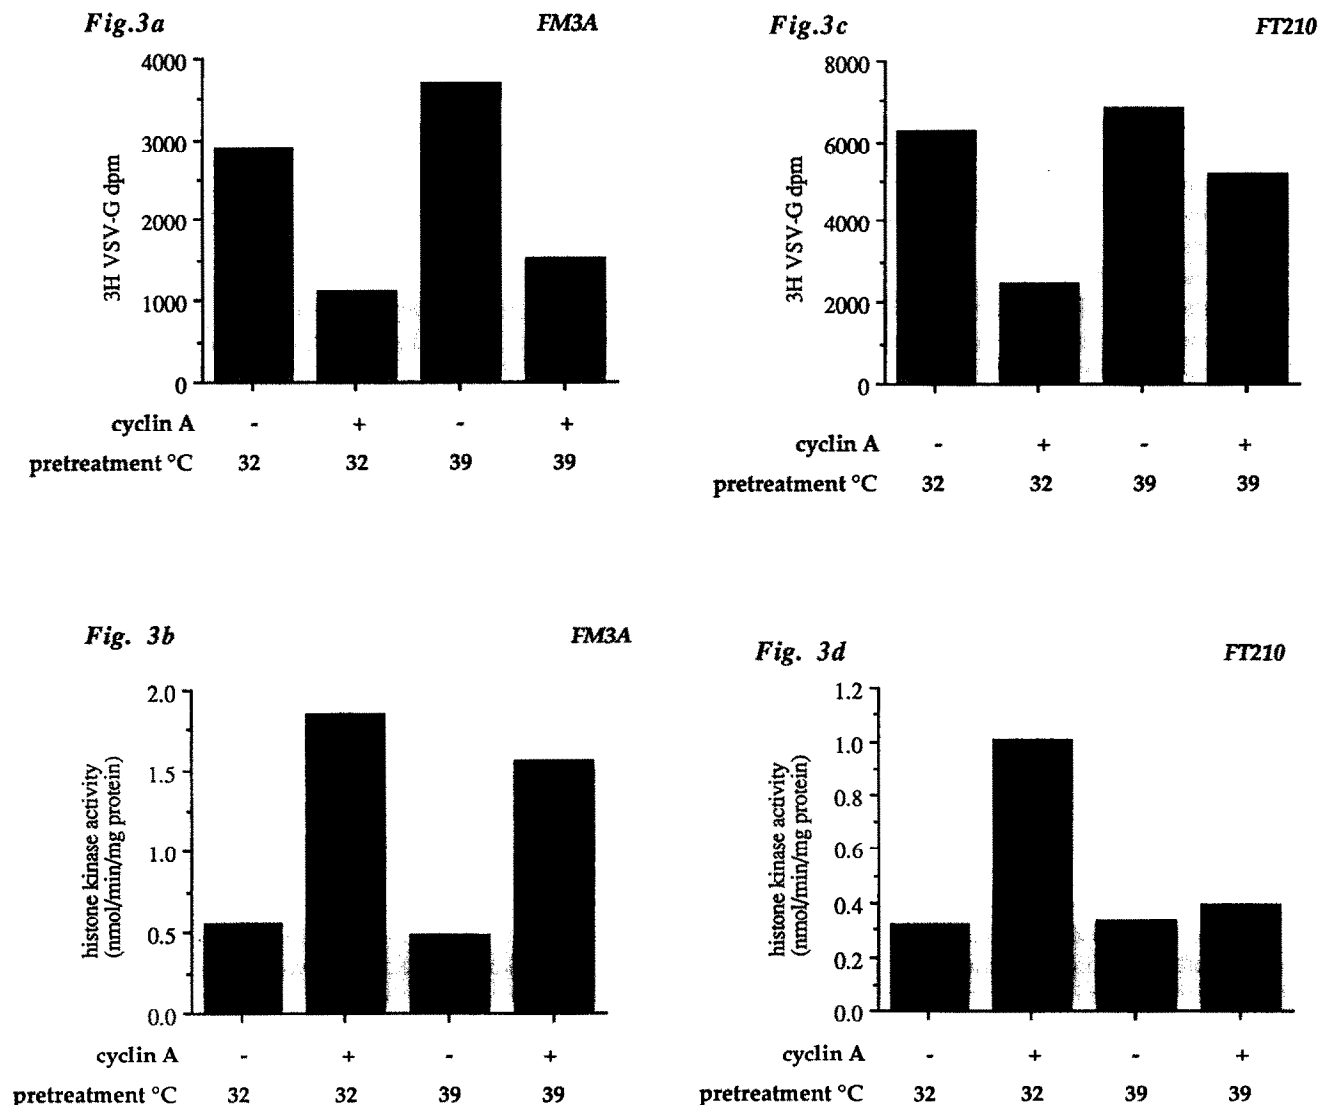 Fig.3a FM3A
4000
3000
2000
1000
0
3H VSV-G dpm
cyclin A - + - +
pretreatment °C 32 32 39 39
Fig.3c FT210
8000
6000
4000
2000
0
3H VSV-G dpm
cyclin A - + - +
pretreatment °C 32 32 39 39
Fig. 3b FM3A
2.0
1.5
1.0
0.5
0.0
histone kinase activity
(nmol/min/mg protein)
cyclin A - + - +
pretreatment °C 32 32 39 39
Fig. 3d FT210
1.2
1.0
0.8
0.6
0.4
0.2
0.0
histone kinase activity
(nmol/min/mg protein)
cyclin A - + - +
pretreatment °C 32 32 39 39